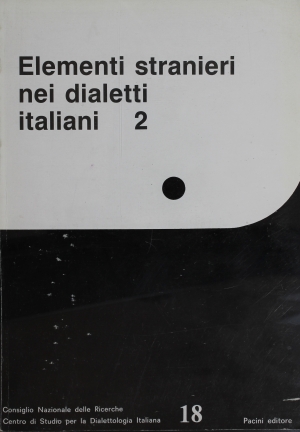 Elementi stranieri
nei dialetti
italiani 2
Consiglio Nazionale delle Ricerche
Centro di Studio per la Dialettologia Italiana 18 Pacini editore